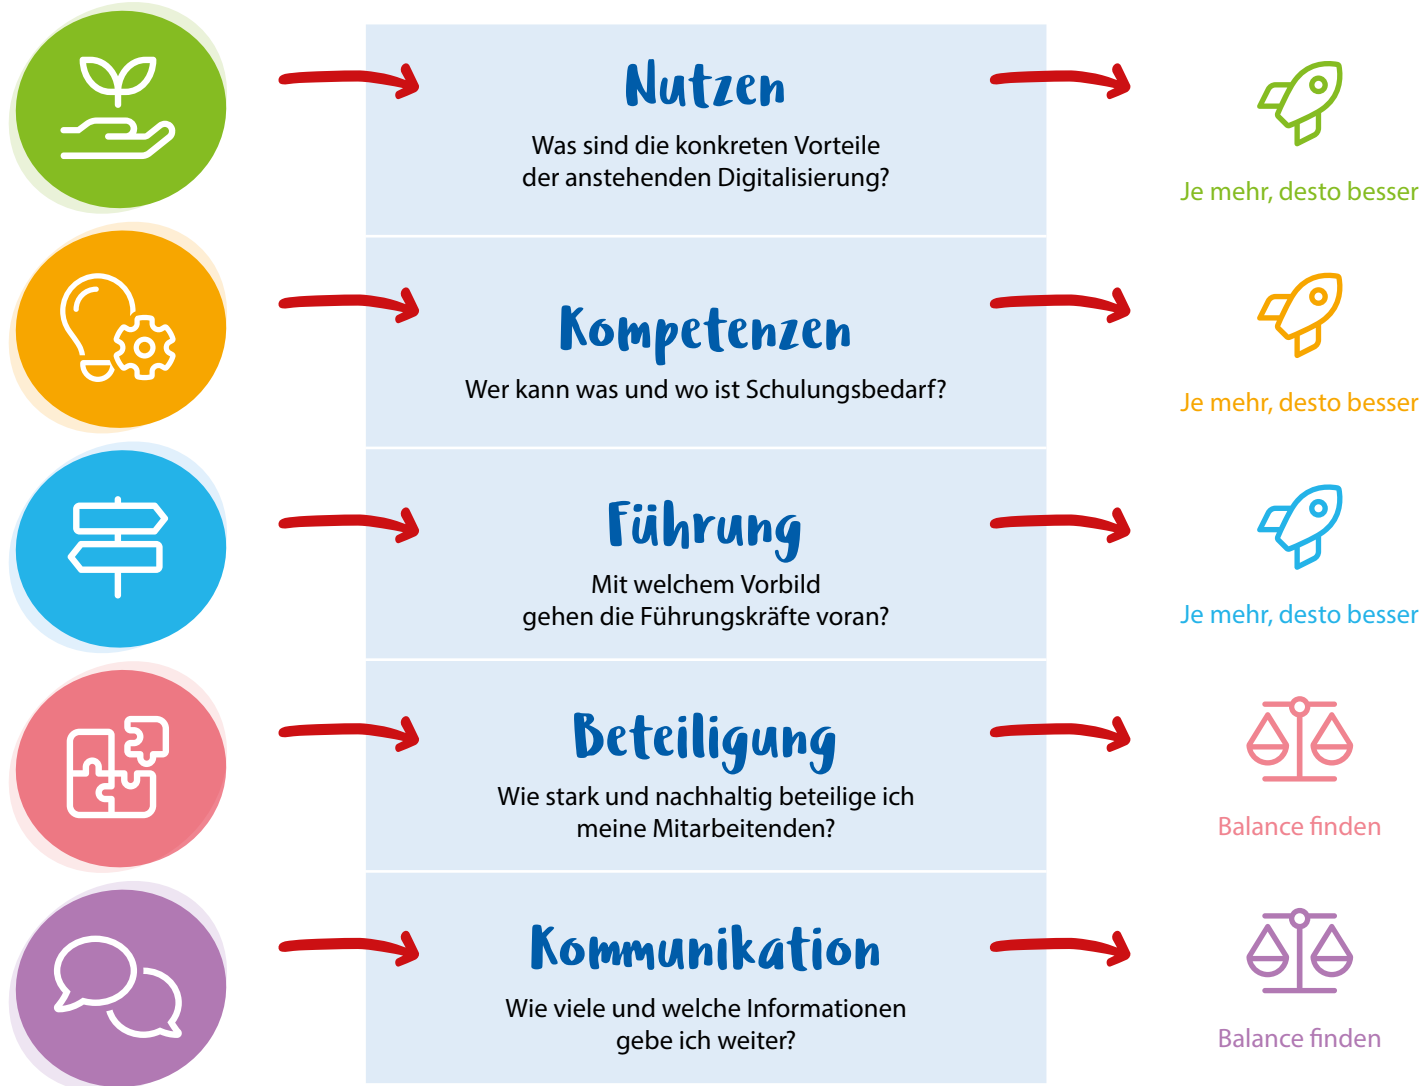 Nutzen
Was sind die konkreten Vorteile
der anstehenden Digitalisierung?
Je mehr, desto besser
Kompetenzen
Wer kann was und wo ist Schulungsbedarf?
Je mehr, desto besser
Führung
Mit welchem Vorbild
gehen die Führungskräfte voran?
Je mehr, desto besser
Beteiligung
Wie stark und nachhaltig beteilige ich
meine Mitarbeitenden?
Balance finden
Kommunikation
Wie viele und welche Informationen
gebe ich weiter?
Balance finden